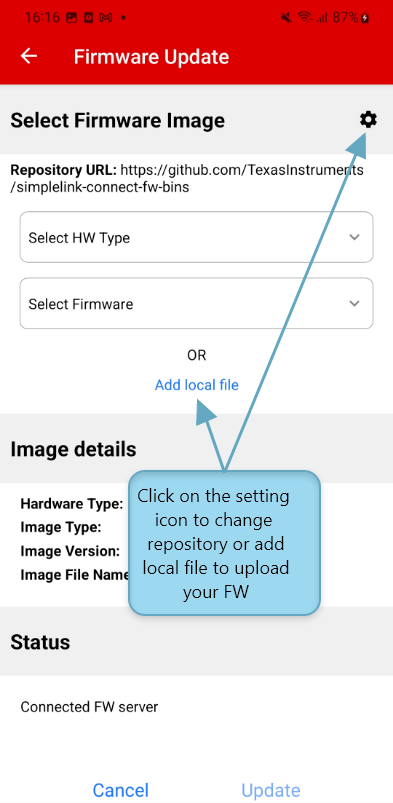 16:16 87%
Firmware Update
Select Firmware Image
Repository URL: https://github.com/TexasInstruments
/simplelink-connect-fw-bins
Select HW Type
Select Firmware
OR
Add local file
Image details
Hardware Type:
Image Type:
Image Version:
Image File Name
Click on the setting
icon to change
repository or add
local file to upload
your FW
Status
Connected FW server
Cancel Update